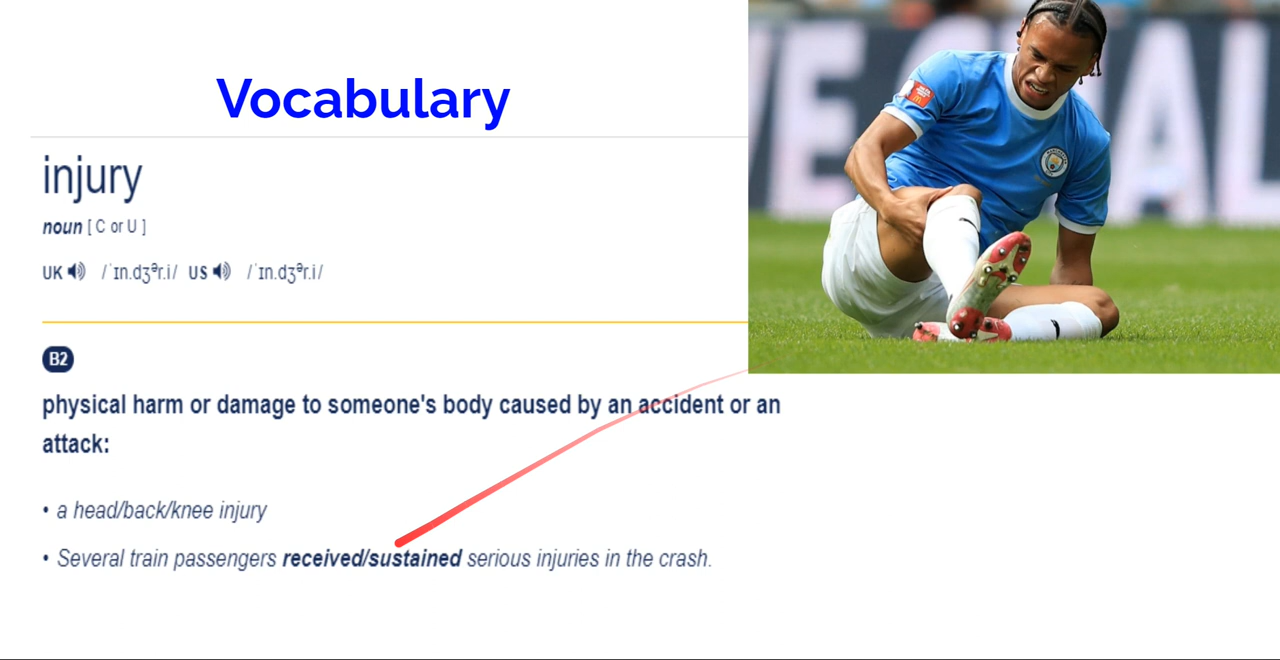 Vocabulary
injury
noun [ C or U ]
UK /ˈɪn.dʒᵊr.i/ US /ˈɪn.dʒᵊr.i/
B2
physical harm or damage to someone's body caused by an accident or an
attack:
• a head/back/knee injury
• Several train passengers received/sustained serious injuries in the crash.